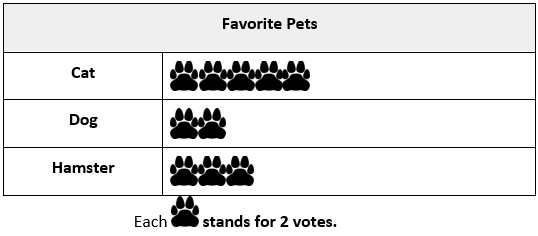 Favorite Pets
Cat
Dog
Hamster
Each stands for 2 votes.